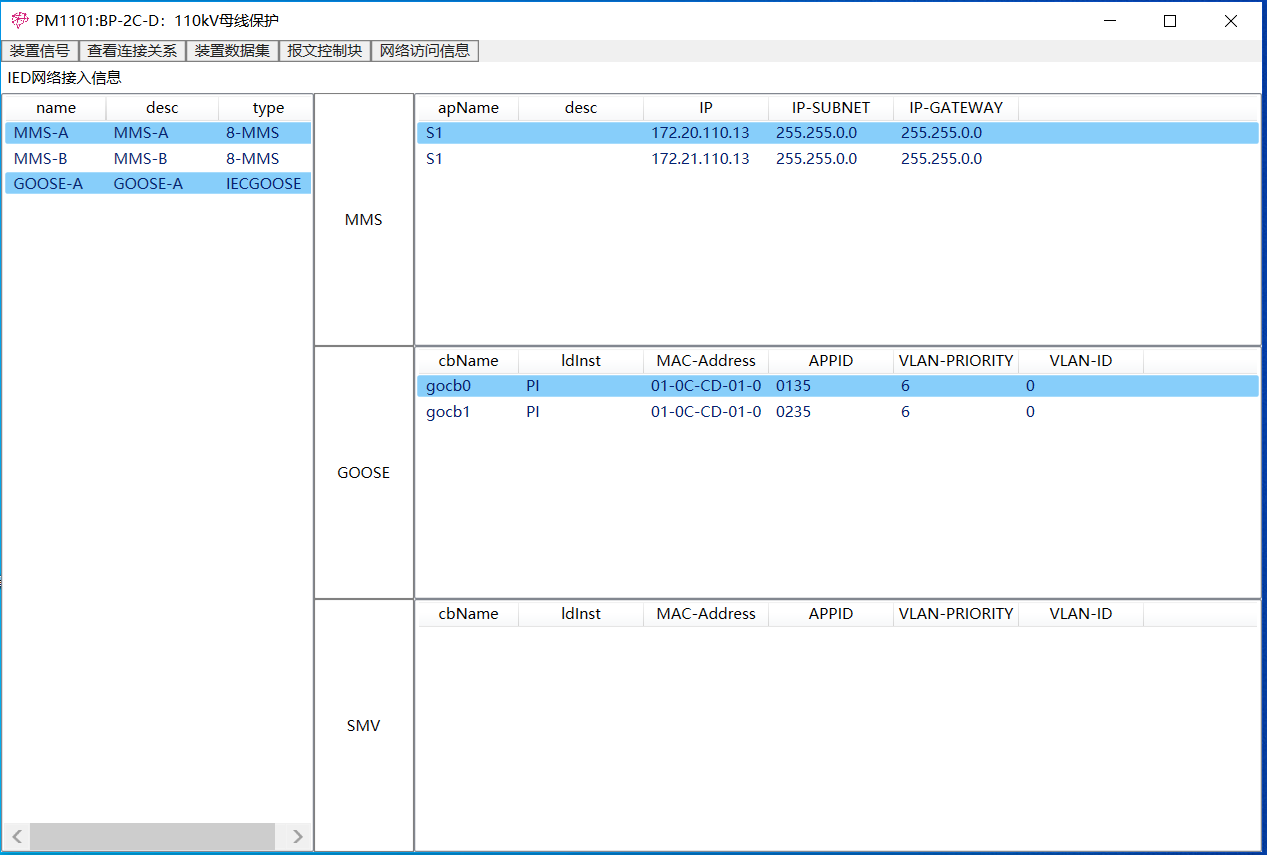 PM1101:BP-2C-D：110kV母线保护
装置信号 查看连接关系 装置数据集 报文控制块 网络访问信息
IED网络接入信息
name desc type
MMS-A MMS-A 8-MMS
MMS-B MMS-B 8-MMS
GOOSE-A GOOSE-A IECGOOSE
MMS
apName desc IP IP-SUBNET IP-GATEWAY
S1 172.20.110.13 255.255.0.0 255.255.0.0
S1 172.21.110.13 255.255.0.0 255.255.0.0
GOOSE
cbName ldInst MAC-Address APPID VLAN-PRIORITY VLAN-ID
gocb0 PI 01-0C-CD-01-0 0135 6 0
gocb1 PI 01-0C-CD-01-0 0235 6 0
SMV
cbName ldInst MAC-Address APPID VLAN-PRIORITY VLAN-ID